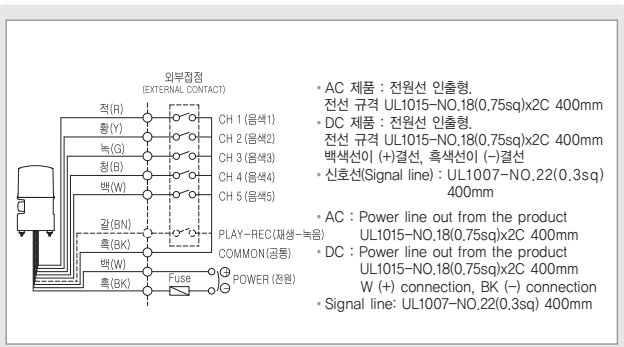 외부접점
(EXTERNAL CONTACT)
적(R)
CH 1 (음색1)
황(Y)
CH 2 (음색2)
녹(G)
CH 3 (음색3)
청(B)
CH 4 (음색4)
백(W)
CH 5 (음색5)
갈(BN)
PLAY-REC(재생-녹음)
흑(BK)
COMMON(공통)
백(W)
흑(BK)
Fuse
POWER (전원)
• AC 제품 : 전원선 인출형.
전선 규격 UL1015-NO.18(0.75sq)x2C 400mm
• DC 제품 : 전원선 인출형.
전선 규격 UL1015-NO.18(0.75sq)x2C 400mm
백색선이 (+)결선, 흑색선이 (-)결선
• 신호선(Signal line) : UL1007-NO.22(0.3sq)
400mm
• AC : Power line out from the product
UL1015-NO.18(0.75sq)x2C 400mm
• DC : Power line out from the product
UL1015-NO.18(0.75sq)x2C 400mm
W (+) connection, BK (-) connection
• Signal line: UL1007-NO.22(0.3sq) 400mm